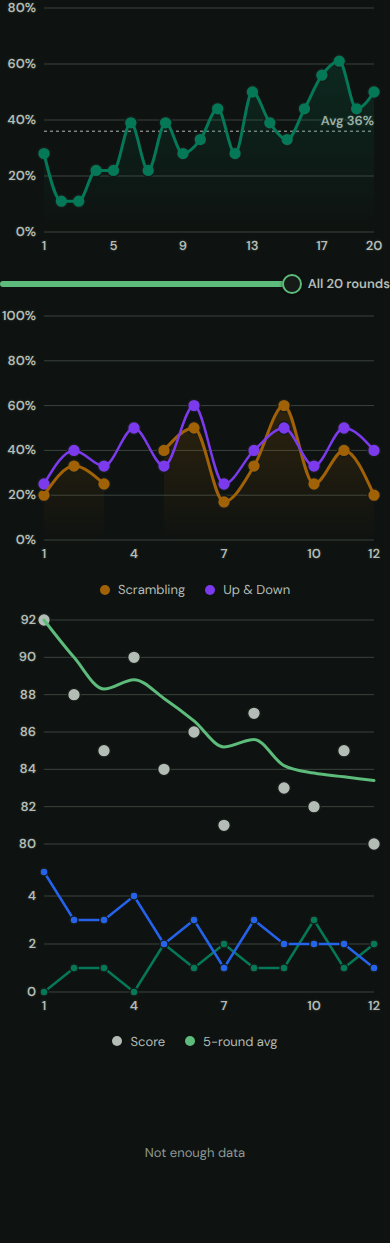 80%
60%
40%
Avg 36%
20%
0%
1 5 9 13 17 20
All 20 rounds
100%
80%
60%
40%
20%
0%
1 4 7 10 12
Scrambling Up & Down
92
90
88
86
84
82
80
4
2
0
1 4 7 10 12
Score 5-round avg
Not enough data